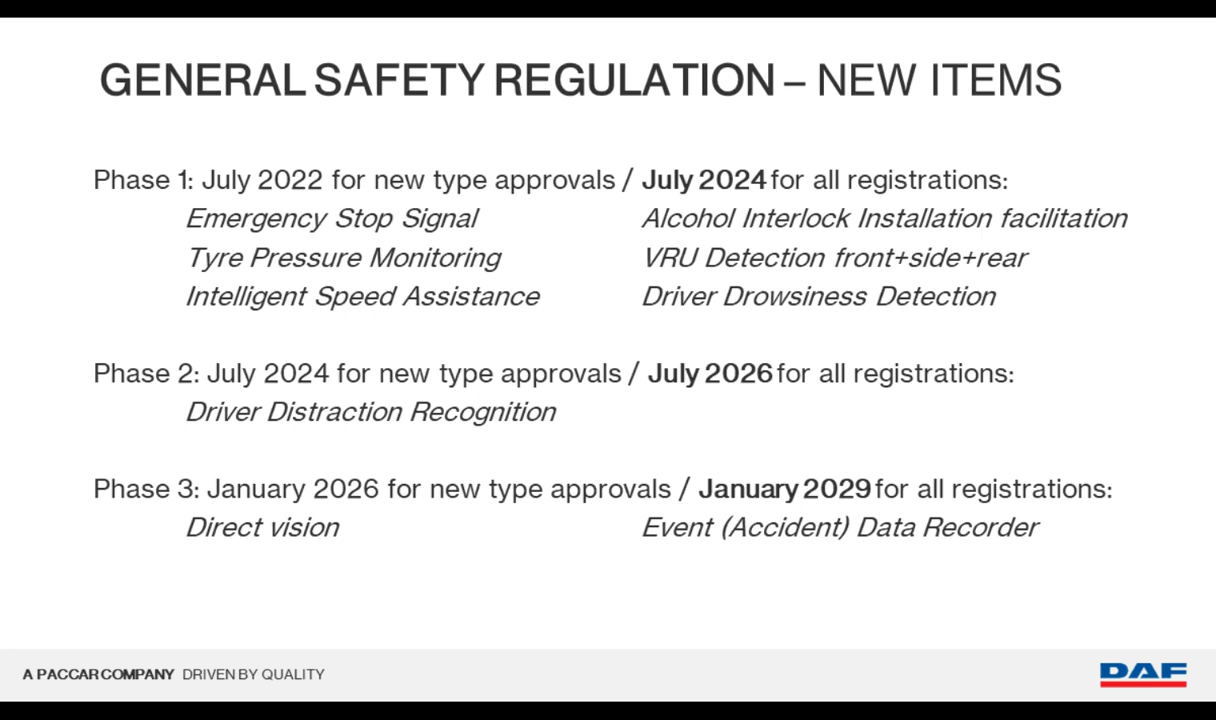 GENERAL SAFETY REGULATION – NEW ITEMS
Phase 1: July 2022 for new type approvals / July 2024 for all registrations:
Emergency Stop Signal Alcohol Interlock Installation facilitation
Tyre Pressure Monitoring VRU Detection front+side+rear
Intelligent Speed Assistance Driver Drowsiness Detection
Phase 2: July 2024 for new type approvals / July 2026 for all registrations:
Driver Distraction Recognition
Phase 3: January 2026 for new type approvals / January 2029 for all registrations:
Direct vision Event (Accident) Data Recorder
A PACCAR COMPANY DRIVEN BY QUALITY DAF